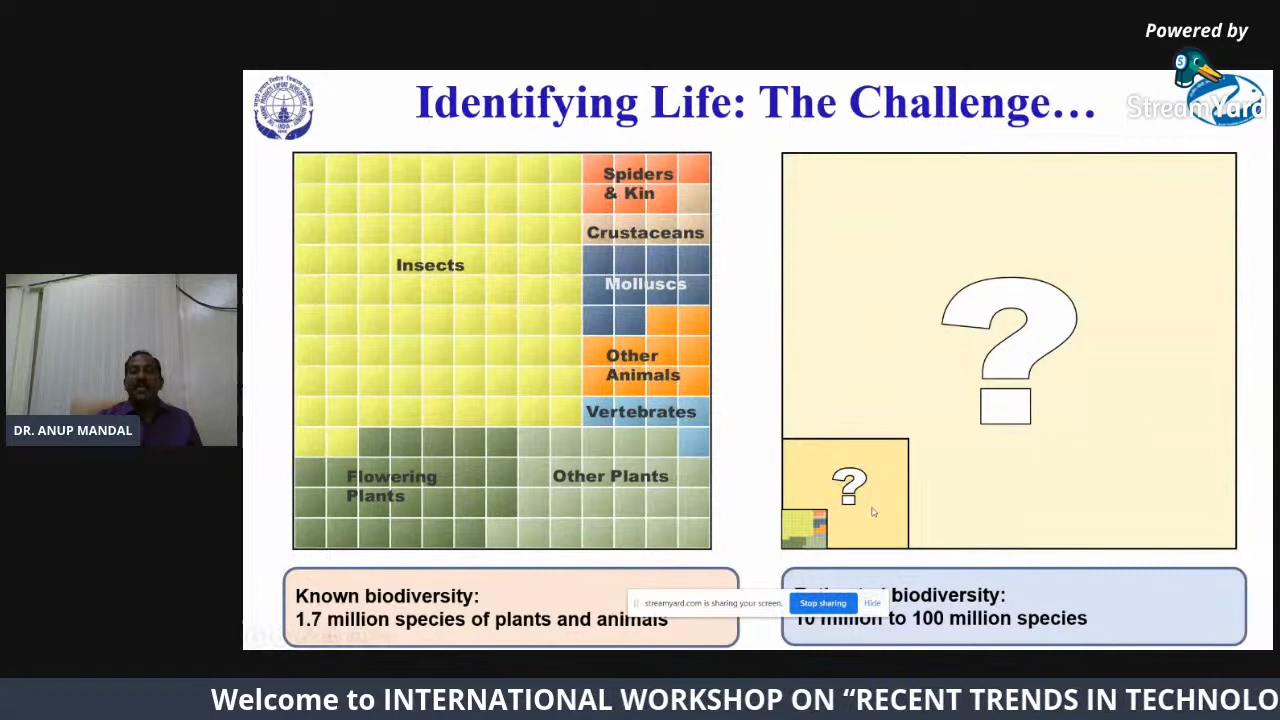 Powered by
StreamYard
Identifying Life: The Challenge…
Insects
Spiders
& Kin
Crustaceans
Molluscs
Other
Animals
Vertebrates
Flowering
Plants
Other Plants
?
?
Known biodiversity:
1.7 million species of plants and animals
biodiversity:
10 million to 100 million species
streamyard.com is sharing your screen.
Stop sharing
Hide
DR. ANUP MANDAL
Welcome to INTERNATIONAL WORKSHOP ON “RECENT TRENDS IN TECHNOLO